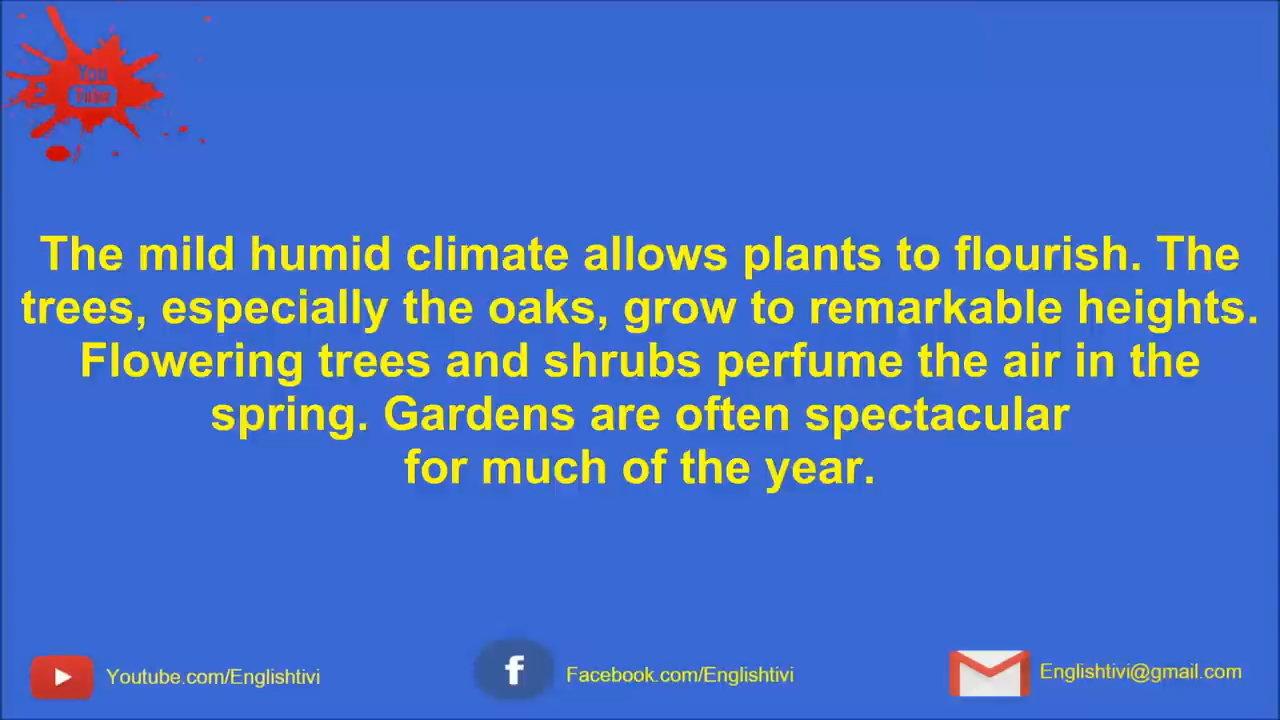 You
Tube
The mild humid climate allows plants to flourish. The
trees, especially the oaks, grow to remarkable heights.
Flowering trees and shrubs perfume the air in the
spring. Gardens are often spectacular
for much of the year.
Youtube.com/Englishtivi
f
Facebook.com/Englishtivi
Englishtivi@gmail.com